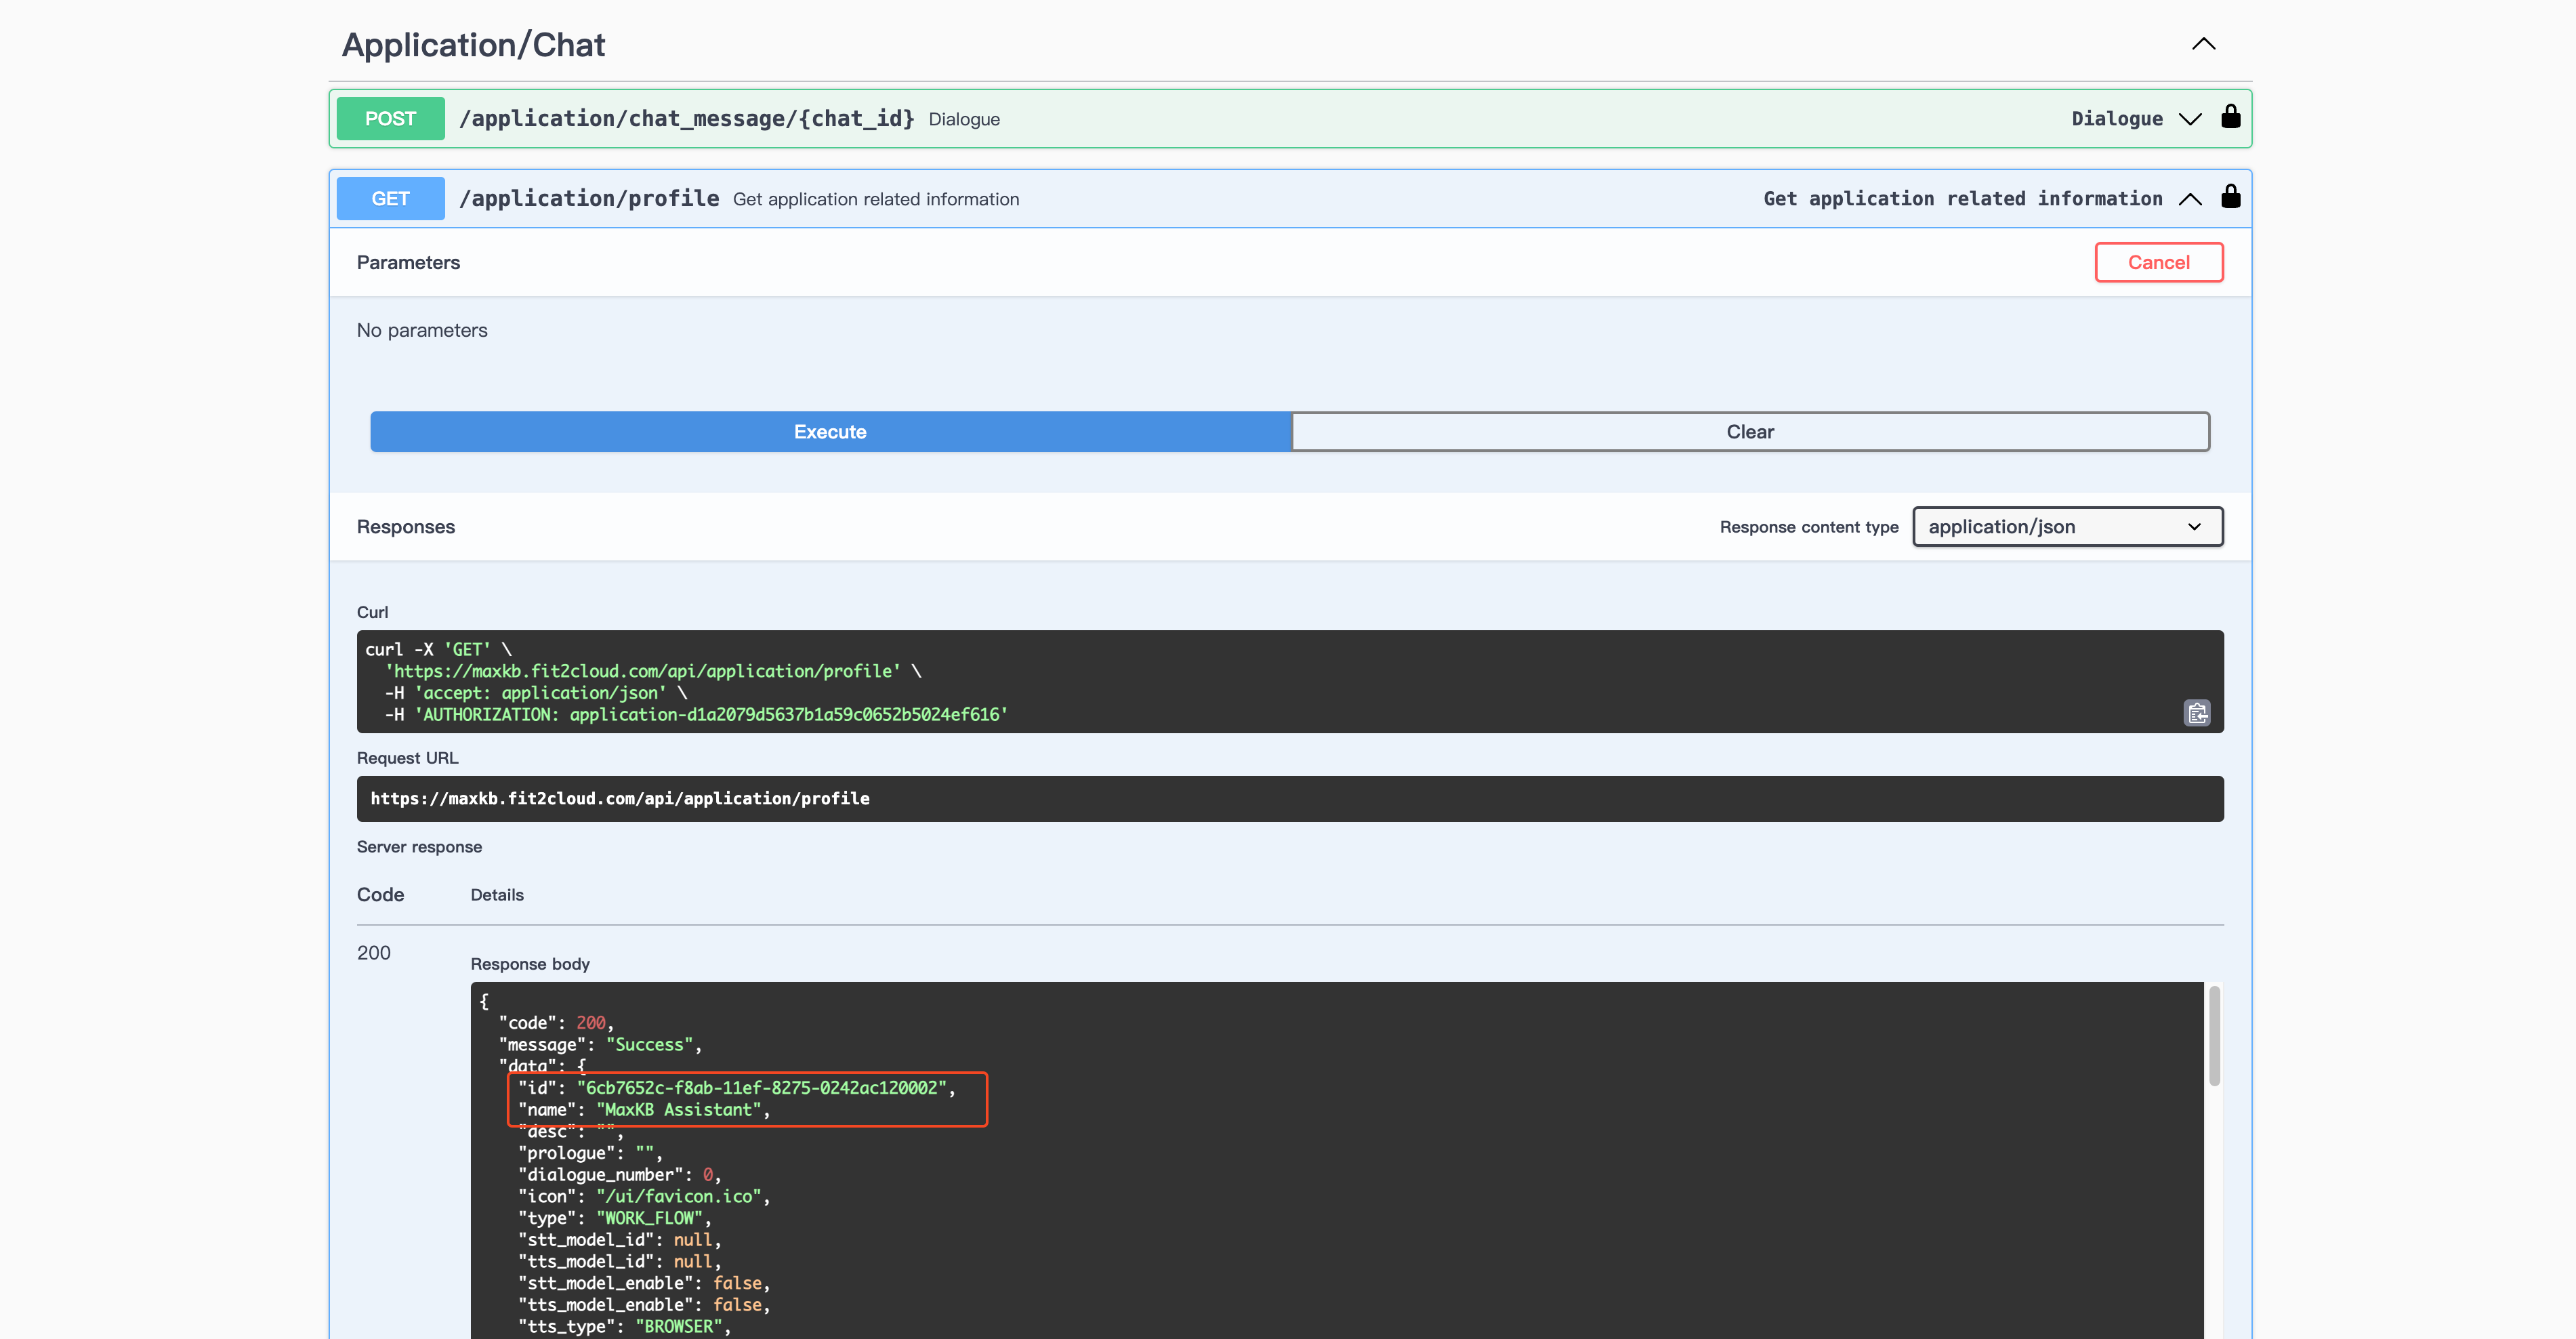 Application/Chat
POST /application/chat_message/{chat_id} Dialogue Dialogue
GET /application/profile Get application related information Get application related information
Parameters Cancel
No parameters
Execute Clear
Responses Response content type application/json
Curl
curl -X 'GET' \
'https://maxkb.fit2cloud.com/api/application/profile' \
-H 'accept: application/json' \
-H 'AUTHORIZATION: application-d1a2079d5637b1a59c0652b5024ef616'
Request URL
https://maxkb.fit2cloud.com/api/application/profile
Server response
Code Details
200
Response body
{
"code": 200,
"message": "Success",
"data": {
"id": "6cb7652c-f8ab-11ef-8275-0242ac120002",
"name": "MaxKB Assistant",
"desc": "",
"prologue": "",
"dialogue_number": 0,
"icon": "/ui/favicon.ico",
"type": "WORK_FLOW",
"stt_model_id": null,
"tts_model_id": null,
"stt_model_enable": false,
"tts_model_enable": false,
"tts_type": "BROWSER",